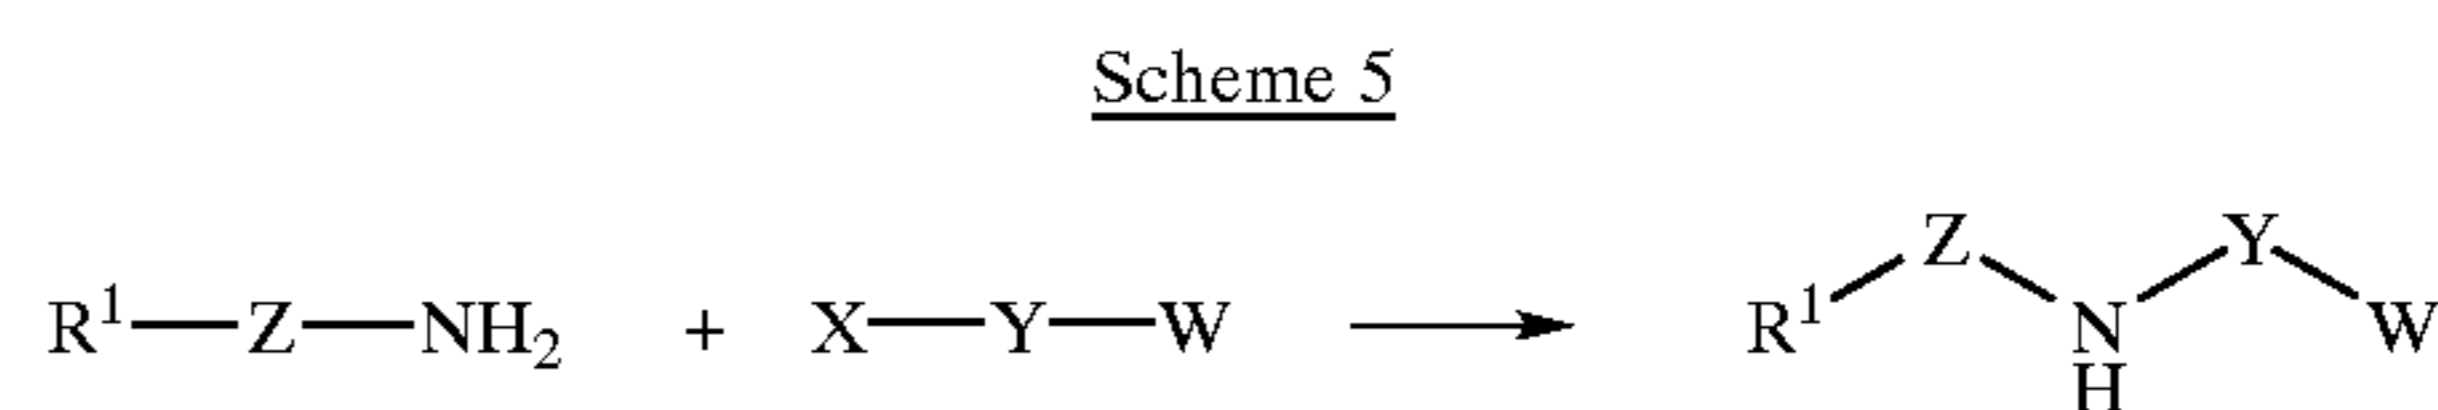 Scheme 5
R¹—Z—NH₂ + X—Y—W → R¹ Z N H Y W